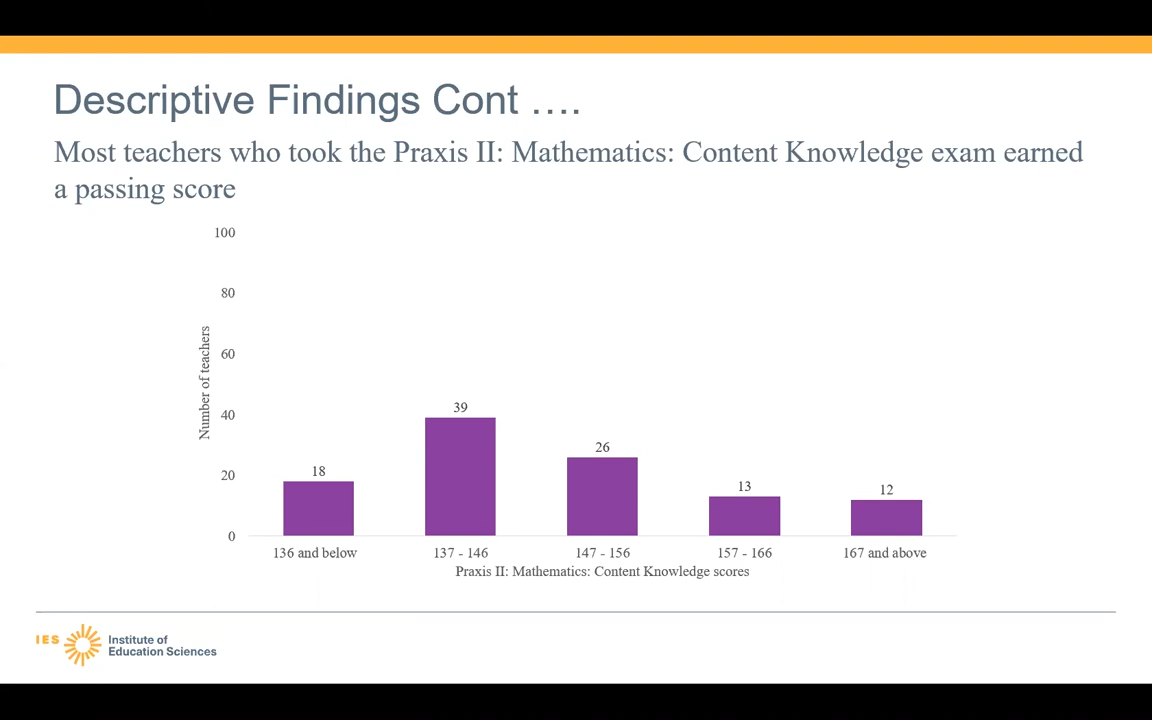 Descriptive Findings Cont ….
Most teachers who took the Praxis II: Mathematics: Content Knowledge exam earned
a passing score
100
80
60
40
20
0
Number of teachers
18
39
26
13
12
136 and below
137 - 146
147 - 156
157 - 166
167 and above
Praxis II: Mathematics: Content Knowledge scores
IES
Institute of
Education Sciences